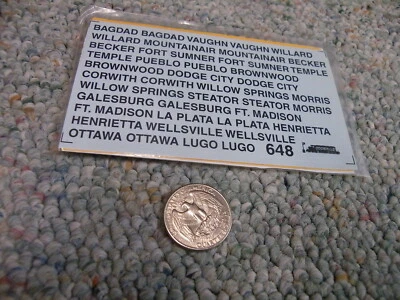 BAGDAD BAGDAD VAUGHN VAUGHN WILLARD
WILLARD MOUNTAINAIR MOUNTAINAIR BECKER
BECKER FORT SUMNER FORT SUMNER TEMPLE
TEMPLE PUEBLO PUEBLO BROWNWOOD
BROWNWOOD DODGE CITY DODGE CITY
CORWITH CORWITH WILLOW SPRINGS MORRIS
WILLOW SPRINGS STEATOR STEATOR MORRIS
GALESBURG GALESBURG FT. MADISON
FT. MADISON LA PLATA LA PLATA HENRIETTA
HENRIETTA WELLSVILLE WELLSVILLE
OTTAWA OTTAWA LUGO LUGO 648